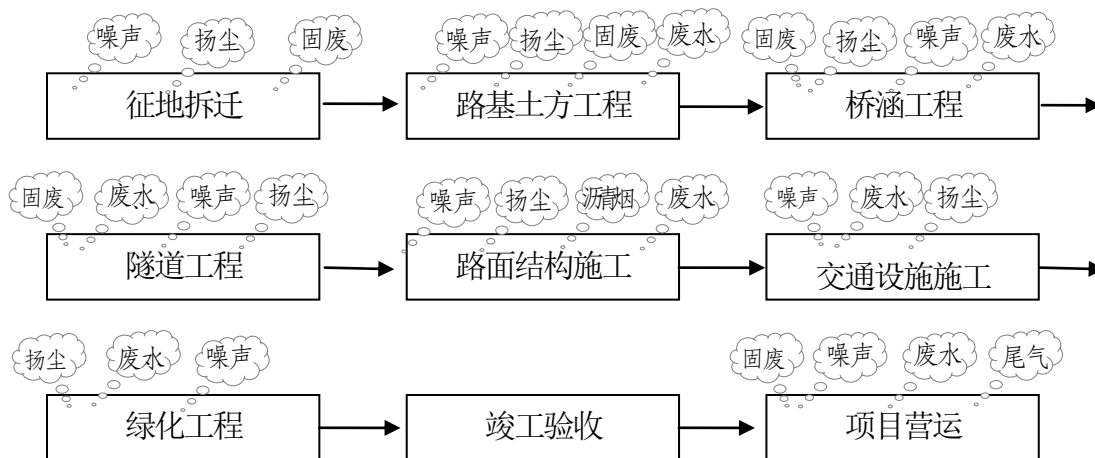 噪声 扬尘 固废 噪声 扬尘 固废 废水 固废 扬尘 噪声 废水
征地拆迁 路基土方工程 桥涵工程
固废 废水 噪声 扬尘 噪声 扬尘 沥青烟 废水 噪声 废水 扬尘
隧道工程 路面结构施工 交通设施施工
扬尘 废水 噪声 固废 噪声 废水 尾气
绿化工程 竣工验收 项目营运